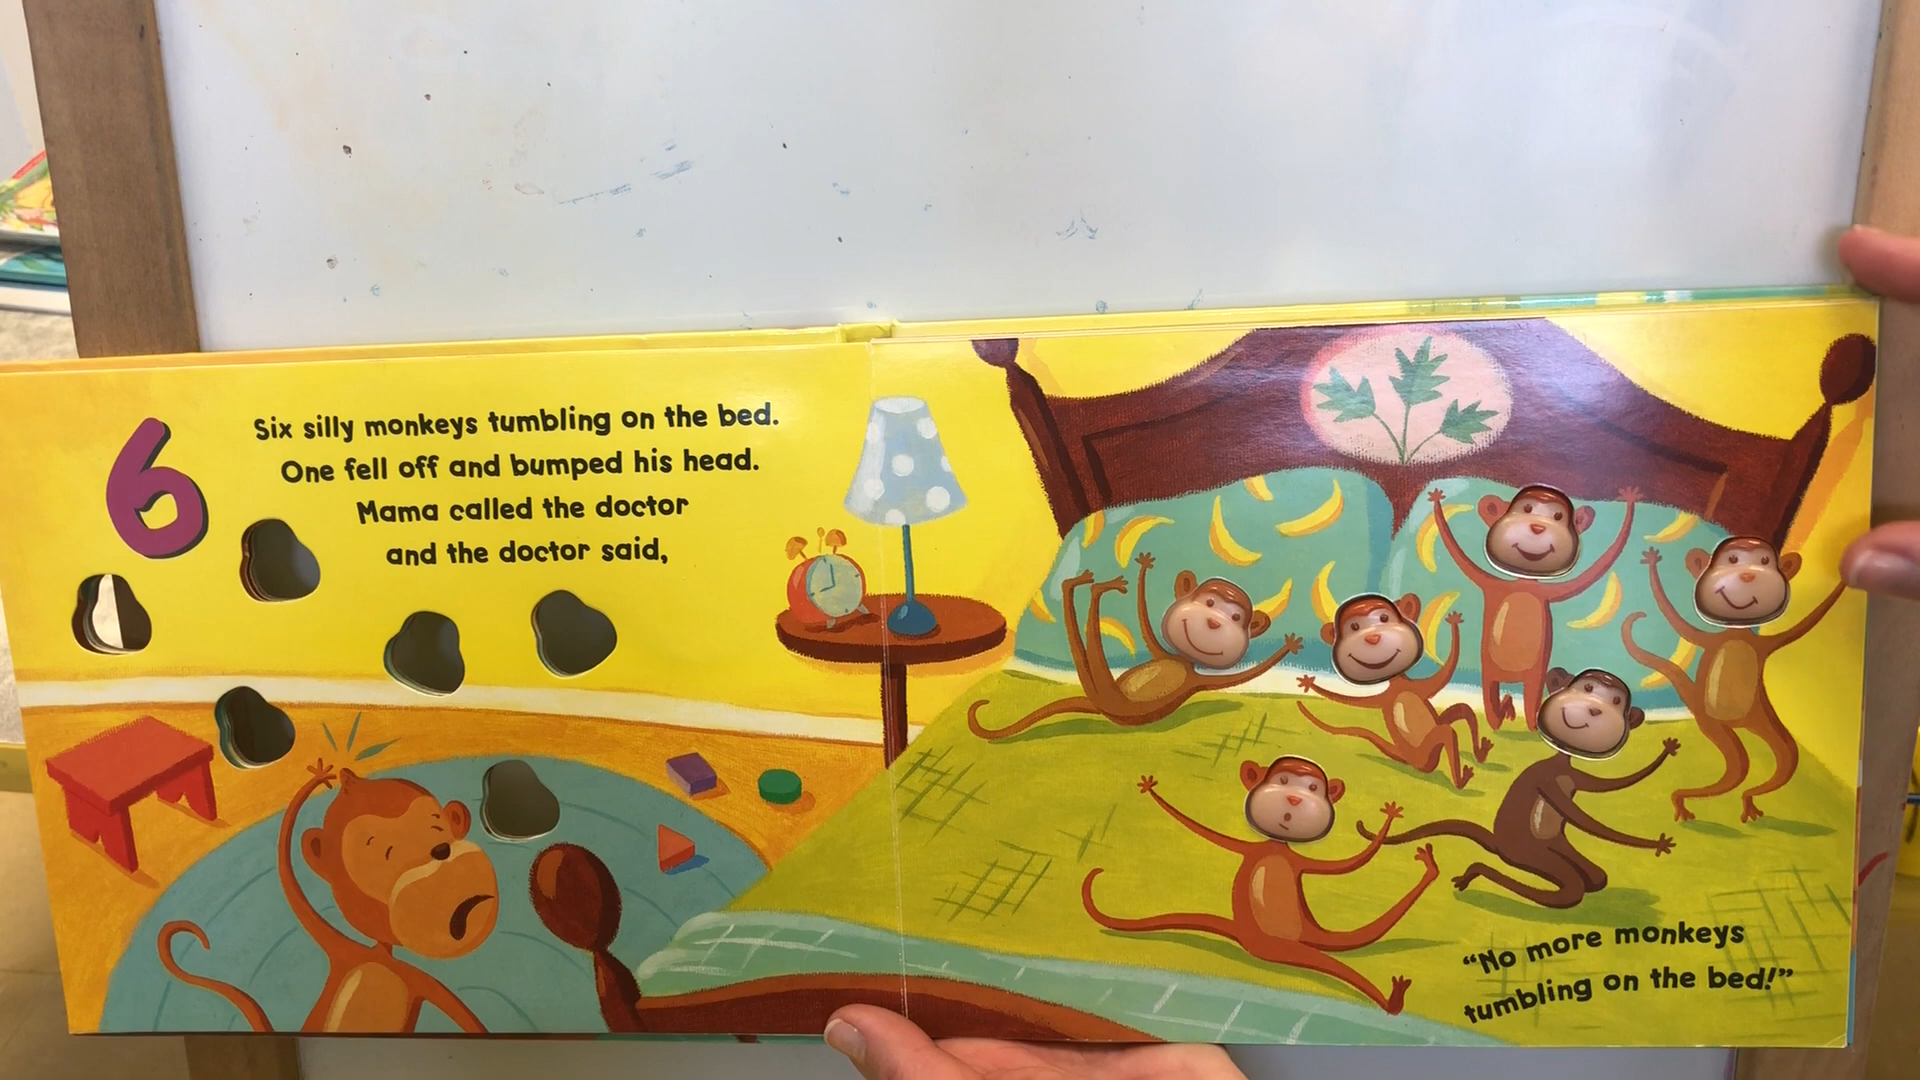 6
Six silly monkeys tumbling on the bed.
One fell off and bumped his head.
Mama called the doctor
and the doctor said,
“No more monkeys
tumbling on the bed!”